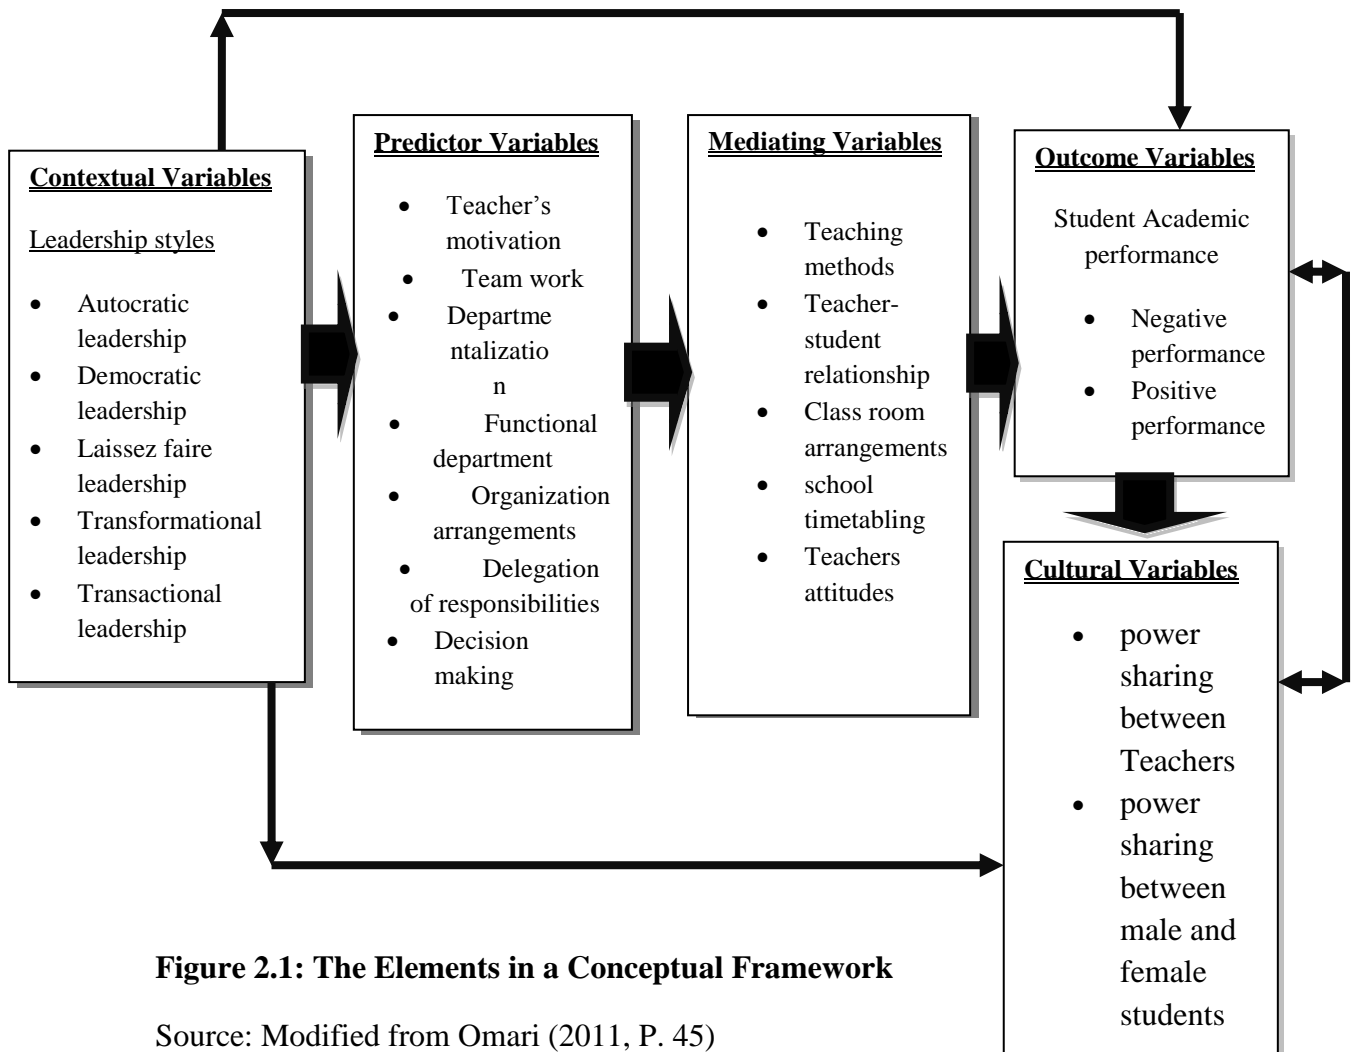 Contextual Variables
Leadership styles
• Autocratic
leadership
• Democratic
leadership
• Laissez faire
leadership
• Transformational
leadership
• Transactional
leadership
Predictor Variables
• Teacher’s
motivation
• Team work
• Departme
ntalizatio
n
• Functional
department
• Organization
arrangements
• Delegation
of responsibilities
• Decision
making
Mediating Variables
• Teaching
methods
• Teacher-
student
relationship
• Class room
arrangements
• school
timetabling
• Teachers
attitudes
Outcome Variables
Student Academic
performance
• Negative
performance
• Positive
performance
Cultural Variables
• power
sharing
between
Teachers
• power
sharing
between
male and
female
students
Figure 2.1: The Elements in a Conceptual Framework
Source: Modified from Omari (2011, P. 45)